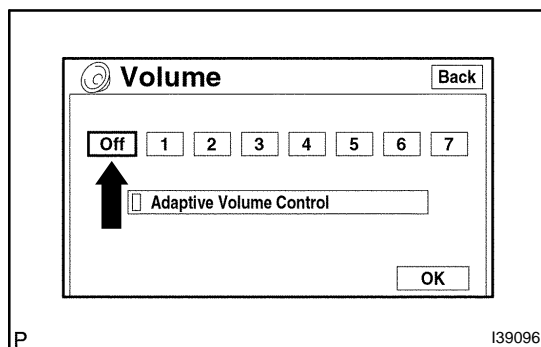 Volume Back
Off 1 2 3 4 5 6 7
Adaptive Volume Control
OK
P I39096